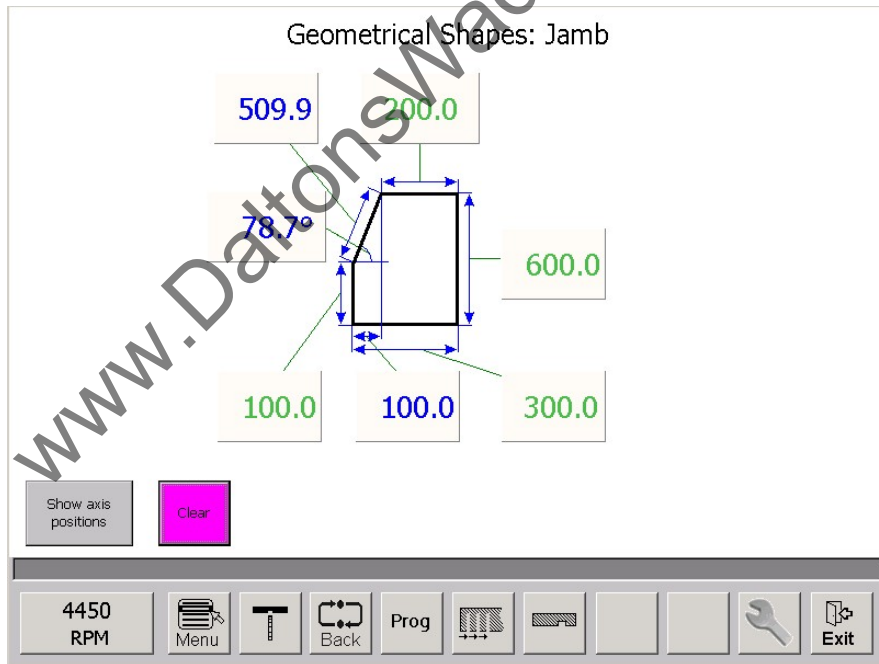 Geometrical Shapes: Jamb
509.9
200.0
78.7°
600.0
100.0
100.0
300.0
www.DaltonsWad
Show axis
positions
Clear
4450
RPM
Menu
Back
Prog
Exit